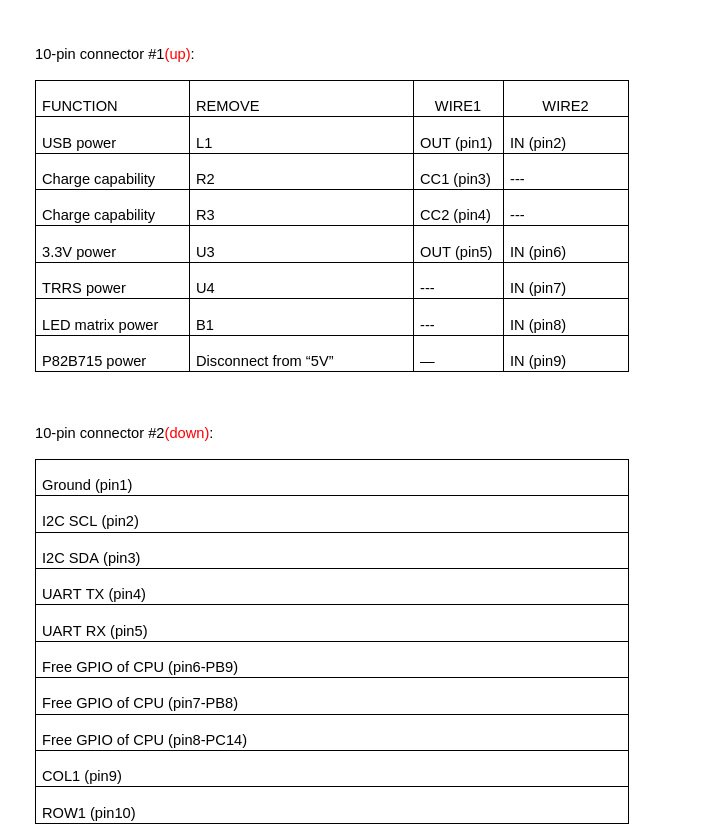 10-pin connector #1(up):
FUNCTION REMOVE WIRE1 WIRE2
USB power L1 OUT (pin1) IN (pin2)
Charge capability R2 CC1 (pin3) ---
Charge capability R3 CC2 (pin4) ---
3.3V power U3 OUT (pin5) IN (pin6)
TRRS power U4 --- IN (pin7)
LED matrix power B1 --- IN (pin8)
P82B715 power Disconnect from “5V” — IN (pin9)
10-pin connector #2(down):
Ground (pin1)
I2C SCL (pin2)
I2C SDA (pin3)
UART TX (pin4)
UART RX (pin5)
Free GPIO of CPU (pin6-PB9)
Free GPIO of CPU (pin7-PB8)
Free GPIO of CPU (pin8-PC14)
COL1 (pin9)
ROW1 (pin10)